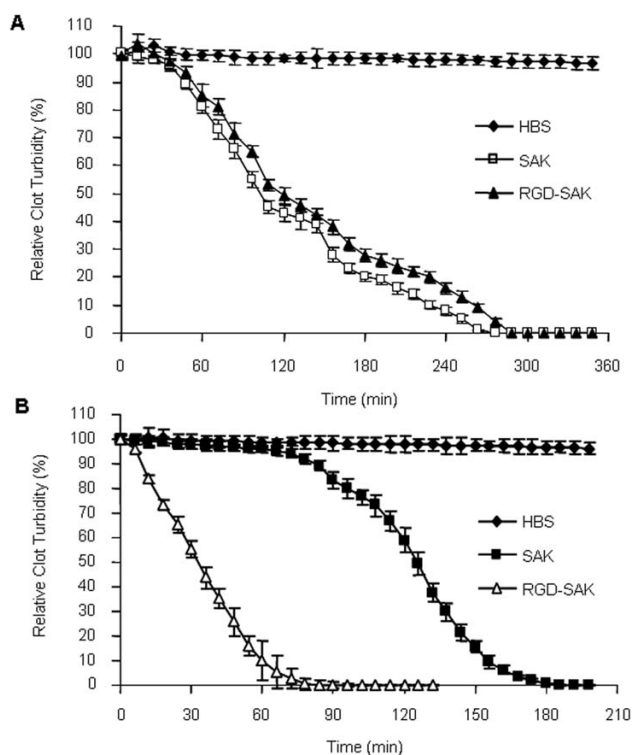 A
Relative Clot Turbidity (%)
110
100
90
80
70
60
50
40
30
20
10
0
HBS
SAK
RGD-SAK
0 60 120 180 240 300 360
Time (min)
B
Relative Clot Turbidity (%)
110
100
90
80
70
60
50
40
30
20
10
0
HBS
SAK
RGD-SAK
0 30 60 90 120 150 180 210
Time (min)